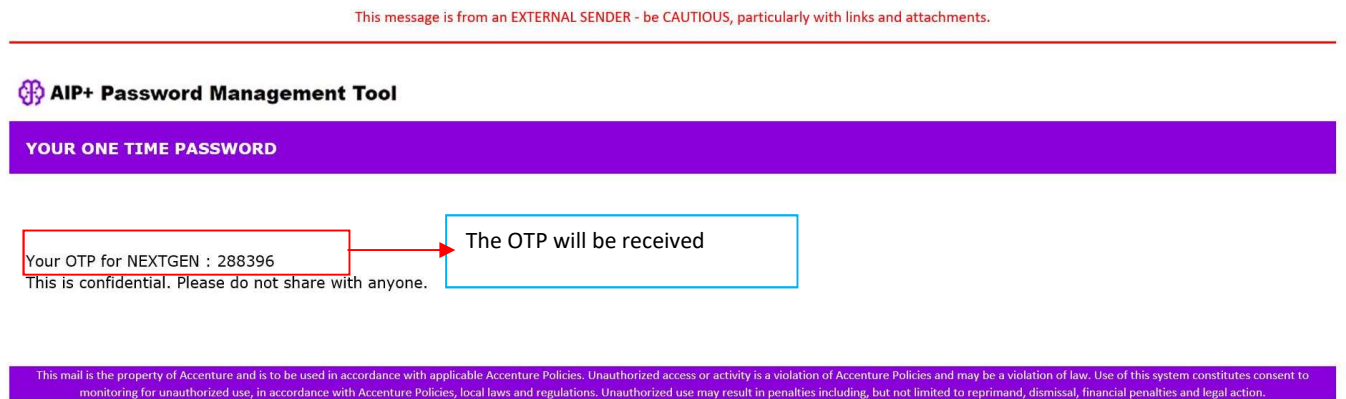 This message is from an EXTERNAL SENDER - be CAUTIOUS, particularly with links and attachments.
AIP+ Password Management Tool
YOUR ONE TIME PASSWORD
The OTP will be received
Your OTP for NEXTGEN : 288396
This is confidential. Please do not share with anyone.
This mail is the property of Accenture and is to be used in accordance with applicable Accenture Policies. Unauthorized access or activity is a violation of Accenture Policies and may be a violation of law. Use of this system constitutes consent to
monitoring for unauthorized use, in accordance with Accenture Policies, local laws and regulations. Unauthorized use may result in penalties including, but not limited to reprimand, dismissal, financial penalties and legal action.